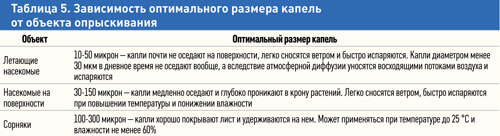 Таблица 5. Зависимость оптимального размера капель
от объекта опрыскивания
Объект
Оптимальный размер капель
Летающие
насекомые
10-50 микрон — капли почти не оседают на поверхности, легко сносятся ветром и быстро испаряются. Капли диаметром менее
30 мкм в дневное время не оседают вообще, а вследствие атмосферной диффузии уносятся восходящими потоками воздуха и
испаряются
Насекомые на
поверхности
30-150 микрон — капли медленно оседают и глубоко проникают в крону растений. Легко сносятся ветром, быстро испаряются
при повышении температуры и понижении влажности
Сорняки
100-300 микрон — капли хорошо покрывают лист и удерживаются на нем. Может применяться при температуре до 25 °C и
влажности не менее 60%